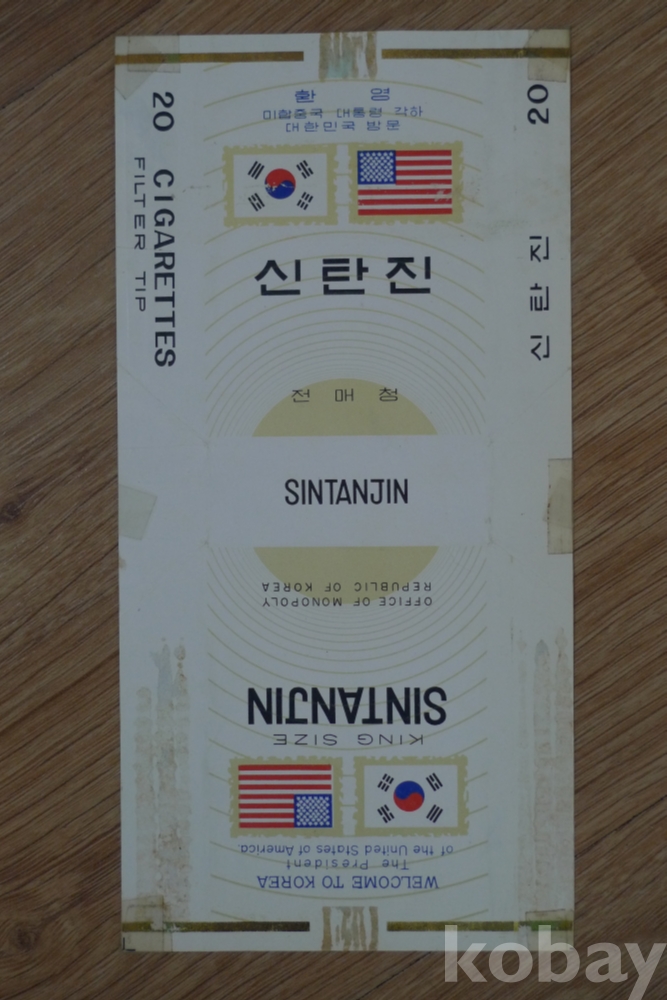 환 영
미합중국 대통령 각하
대한민국 방문
신탄진
전매청
SINTANJIN
OFFICE OF MONOPOLY
REPUBLIC OF KOREA
SINTANJIN
KING SIZE
WELCOME TO KOREA
The President
of the United States of America.
20 CIGARETTES
FILTER TIP
20 신탄진
kobay